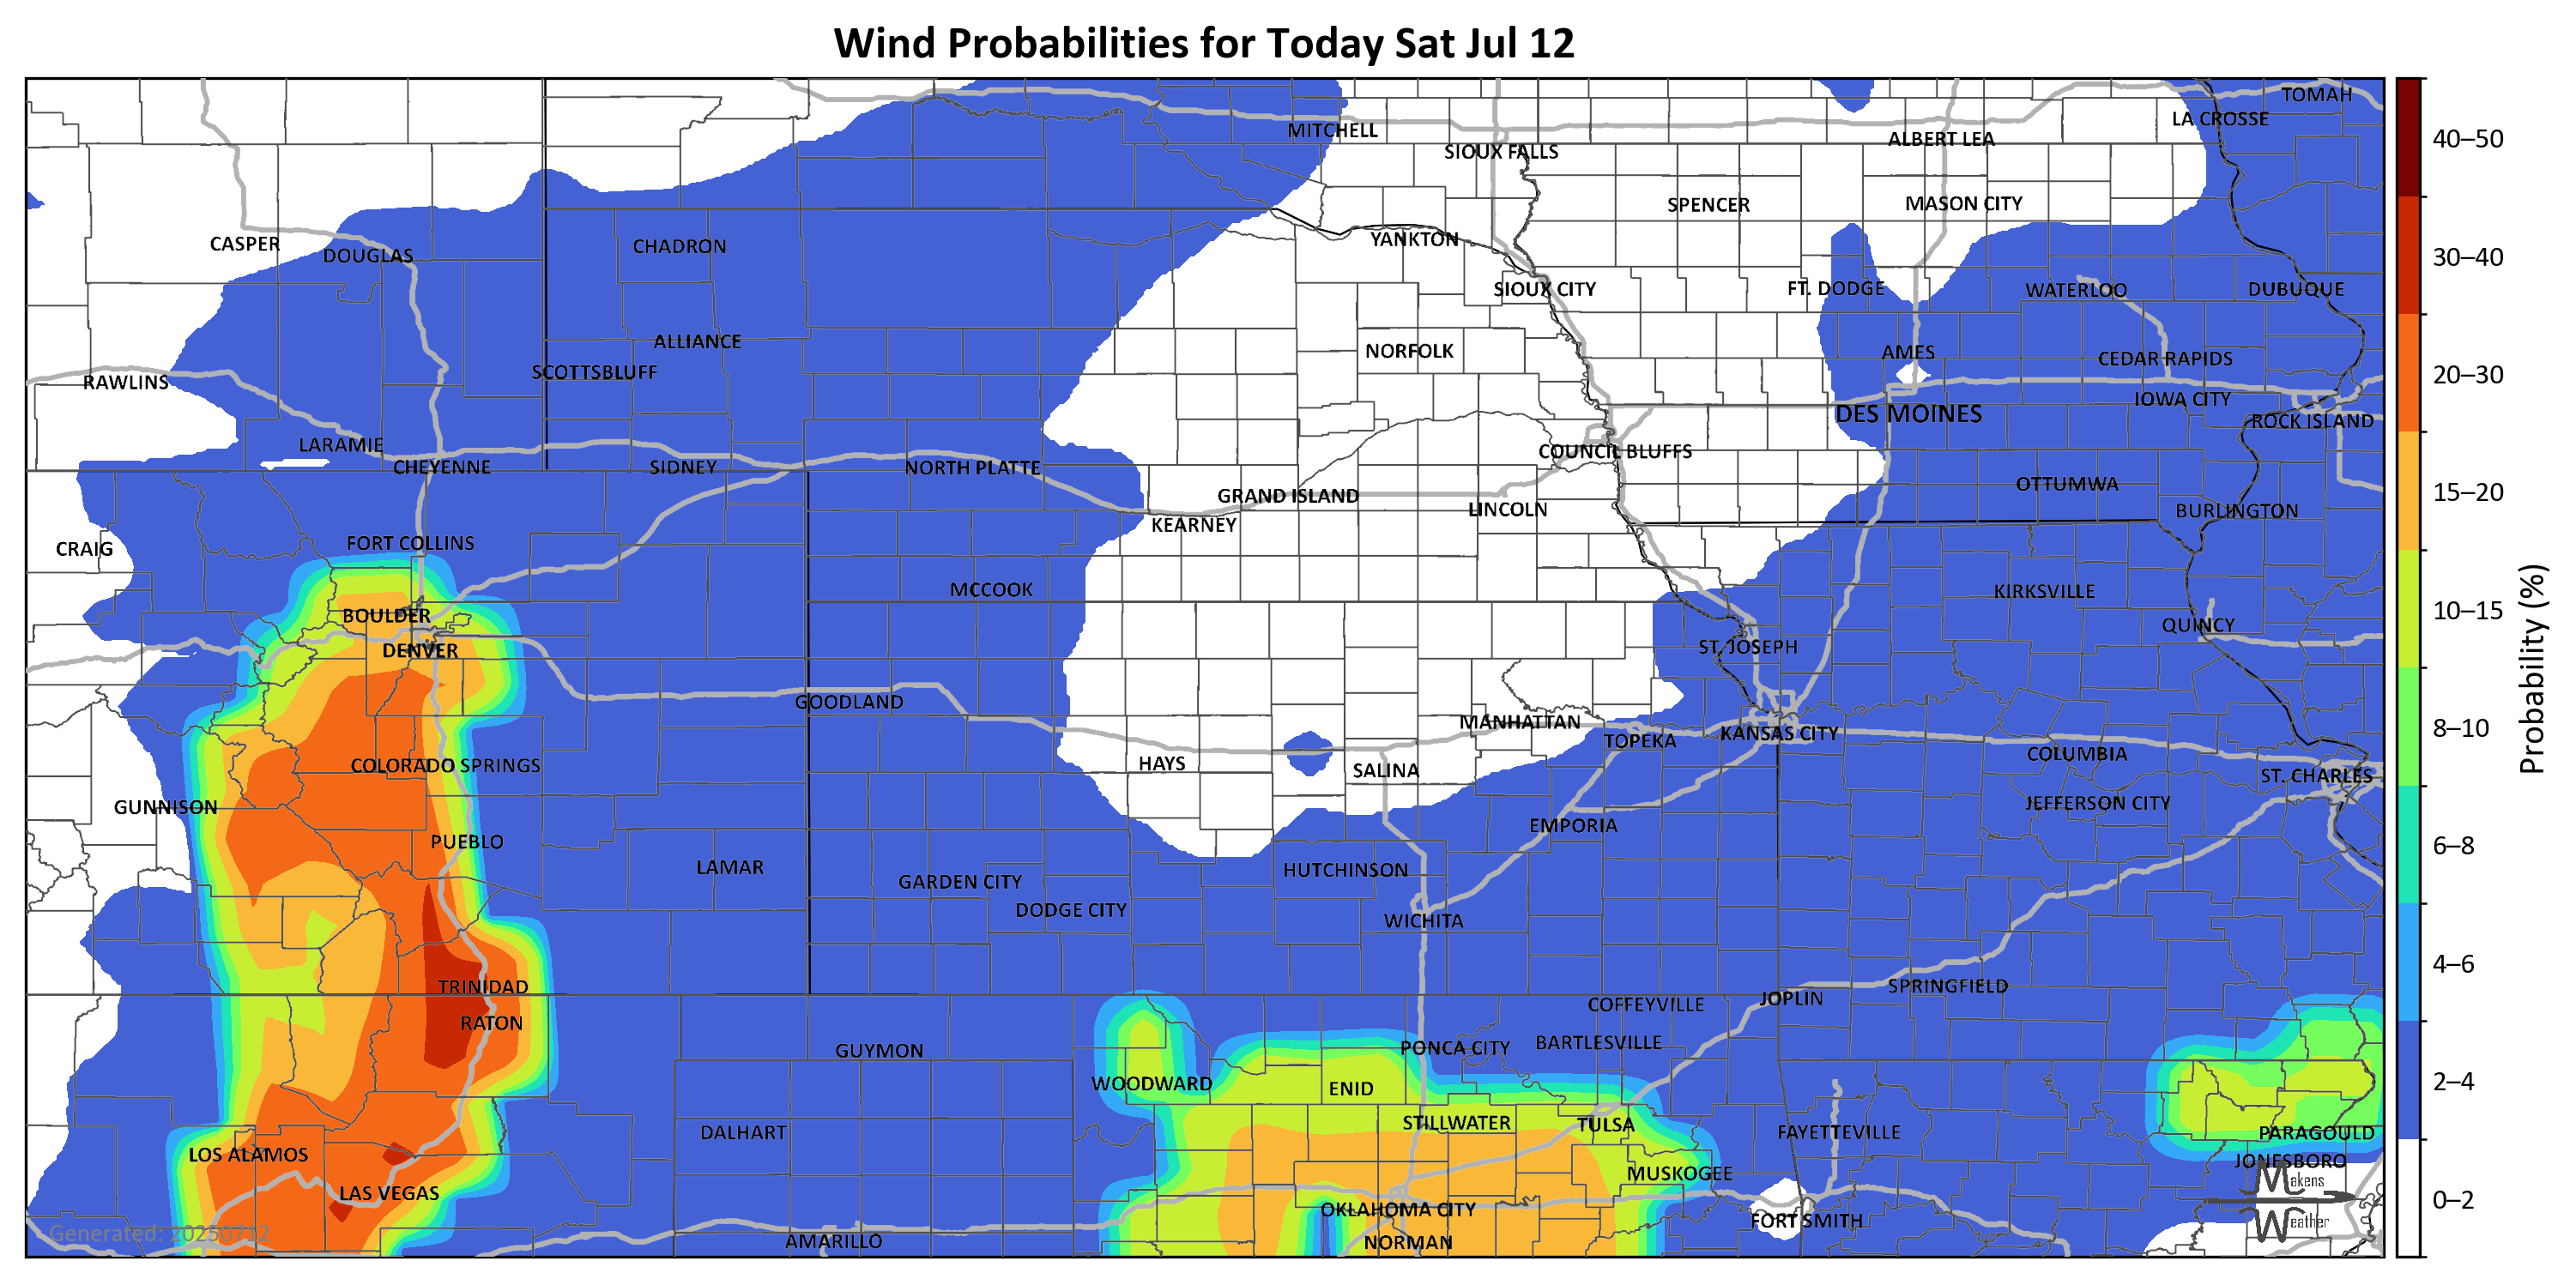 Wind Probabilities for Today Sat Jul 12
TOMAH
LA CROSSE
MITCHELL
ALBERT LEA
SIOUX FALLS
SPENCER
MASON CITY
YANKTON
CASPER
CHADRON
DOUGLAS
SIOUX CITY
FT. DODGE
WATERLOO
DUBUQUE
ALLIANCE
NORFOLK
AMES
CEDAR RAPIDS
SCOTTSBLUFF
RAWLINS
IOWA CITY
DES MOINES
ROCK ISLAND
LARAMIE
COUNCIL BLUFFS
CHEYENNE
SIDNEY
NORTH PLATTE
OTTUMWA
GRAND ISLAND
LINCOLN
BURLINGTON
KEARNEY
FORT COLLINS
CRAIG
MCCOOK
KIRKSVILLE
BOULDER
QUINCY
DENVER
ST. JOSEPH
GOODLAND
MANHATTAN
KANSAS CITY
TOPEKA
COLUMBIA
COLORADO SPRINGS
HAYS
SALINA
ST. CHARLES
GUNNISON
JEFFERSON CITY
EMPORIA
PUEBLO
LAMAR
HUTCHINSON
GARDEN CITY
DODGE CITY
WICHITA
TRINIDAD
SPRINGFIELD
JOPLIN
COFFEYVILLE
RATON
BARTLESVILLE
PONCA CITY
GUYMON
WOODWARD
ENID
STILLWATER
TULSA
DALHART
FAYETTEVILLE
PARAGOULD
LOS ALAMOS
JONESBORO
MUSKOGEE
LAS VEGAS
OKLAHOMA CITY
FORT SMITH
AMARILLO
NORMAN
Generated: 20250712
Makens
Weather
40–50
30–40
20–30
15–20
10–15
8–10
6–8
4–6
2–4
0–2
Probability (%)